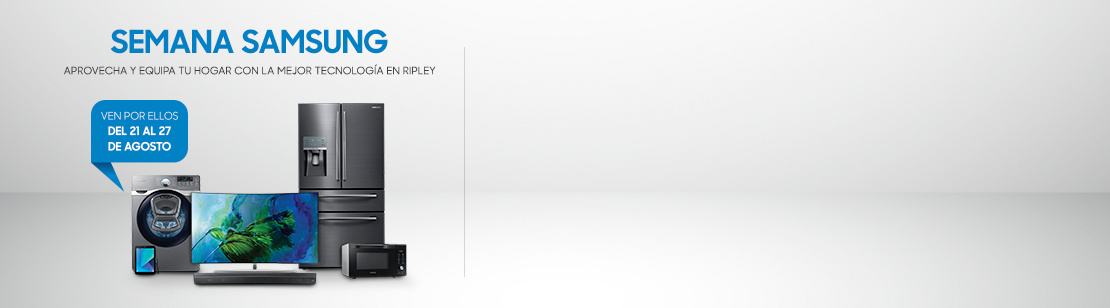 SEMANA SAMSUNG
APROVECHA Y EQUIPA TU HOGAR CON LA MEJOR TECNOLOGÍA EN RIPLEY
VEN POR ELLOS
DEL 21 AL 27
DE AGOSTO